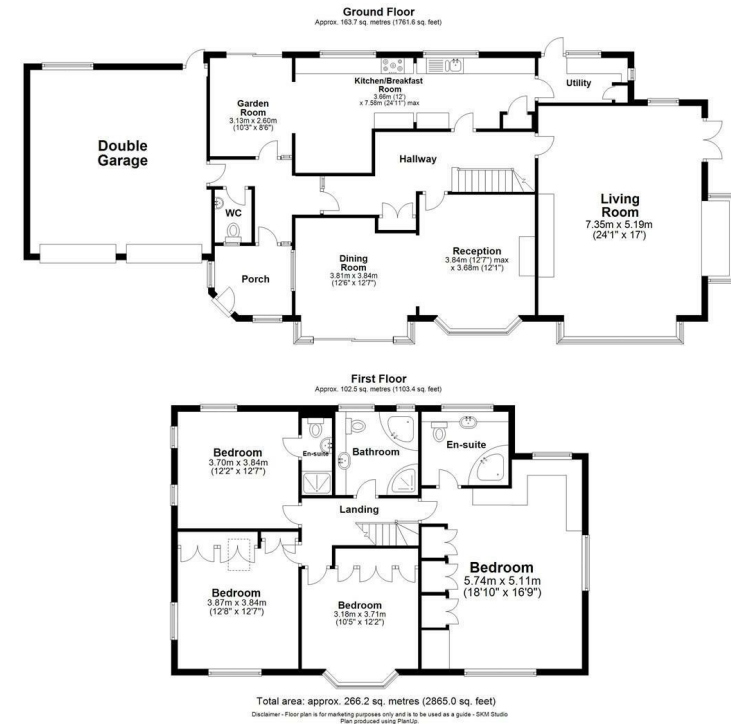 Ground Floor
Approx. 163.7 sq. metres (1761.6 sq. feet)
Double
Garage
Garden
Room
3.13m x 2.60m
(10'3" x 8'6")
Kitchen/Breakfast
Room
3.66m (12')
x 7.58m (24'11") max
Utility
Hallway
WC
Porch
Dining
Room
3.81m x 3.84m
(12'6" x 12'7")
Reception
3.84m (12'7") max
x 3.68m (12'1")
Living
Room
7.35m x 5.19m
(24'1" x 17')
First Floor
Approx. 102.5 sq. metres (1103.4 sq. feet)
Bedroom
3.70m x 3.84m
(12'2" x 12'7")
En-suite
Bathroom
En-suite
Landing
Bedroom
3.87m x 3.84m
(12'8" x 12'7")
Bedroom
3.18m x 3.71m
(10'5" x 12'2")
Bedroom
5.74m x 5.11m
(18'10" x 16'9")
Total area: approx. 266.2 sq. metres (2865.0 sq. feet)
Disclaimer - Floor plan is for marketing purposes only and is to be used as a guide - SKM Studio
Plan produced using PlanUp.